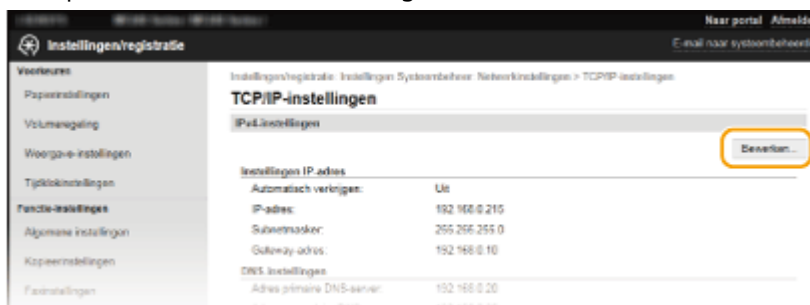 Naar portal Afmelde
Instellingen/registratie
E-mail naar systeembeheerd
Voorkeuren
Papierinstellingen
Volumeregeling
Weergave-instellingen
Tijdklokinstellingen
Functie-instellingen
Algemene instellingen
Kopieerinstellingen
Faxinstellingen
Instellingen/registratie: Instellingen Systeembeheer: Netwerkinstellingen > TCP/IP-instellingen
TCP/IP-instellingen
IPv4-instellingen
Bewerken...
Instellingen IP-adres
Automatisch verkrijgen: Uit
IP-adres: 192.168.0.215
Subnetmasker: 255.255.255.0
Gateway-adres: 192.168.0.10
DNS-instellingen
Adres primaire DNS-server: 192.168.0.20